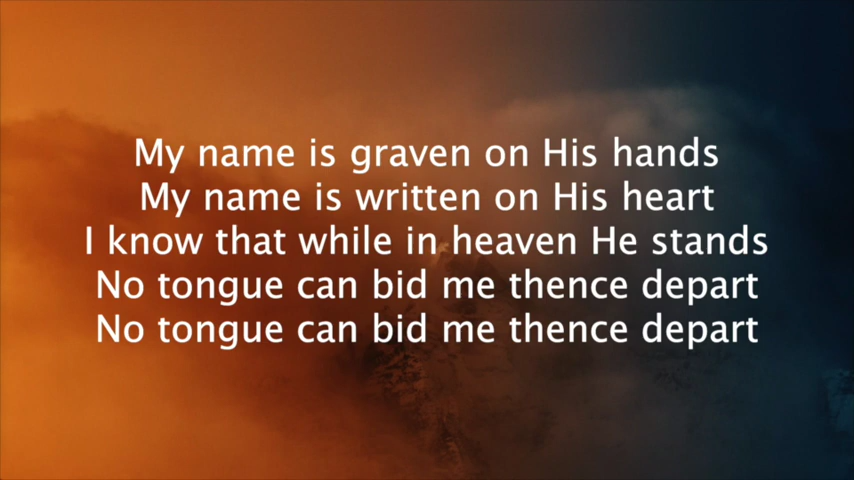 My name is graven on His hands
My name is written on His heart
I know that while in heaven He stands
No tongue can bid me thence depart
No tongue can bid me thence depart